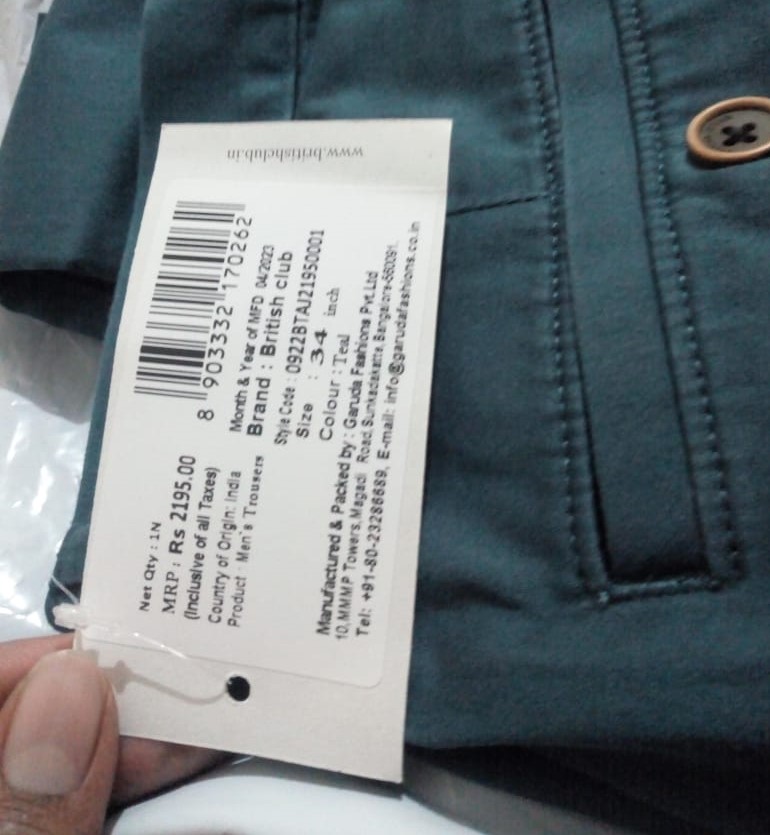 www.britishclub.in
8 903332 170262
Net Qty : 1N
MRP : Rs 2195.00
(Inclusive of all Taxes)
Country of Origin: India
Product : Men's Trousers
Month & Year of MFD 04/2023
Brand : British club
Style Code : 0922BTAJ21950001
Size : 34 inch
Colour : Teal
Manufactured & Packed by : Garuda Fashions Pvt.Ltd
10,MMMP Towers,Magadi Road,Sunkadakatte,Bangalore-560091.
Tel: +91-80-23286689, E-mail: info@garudafashions.co.in